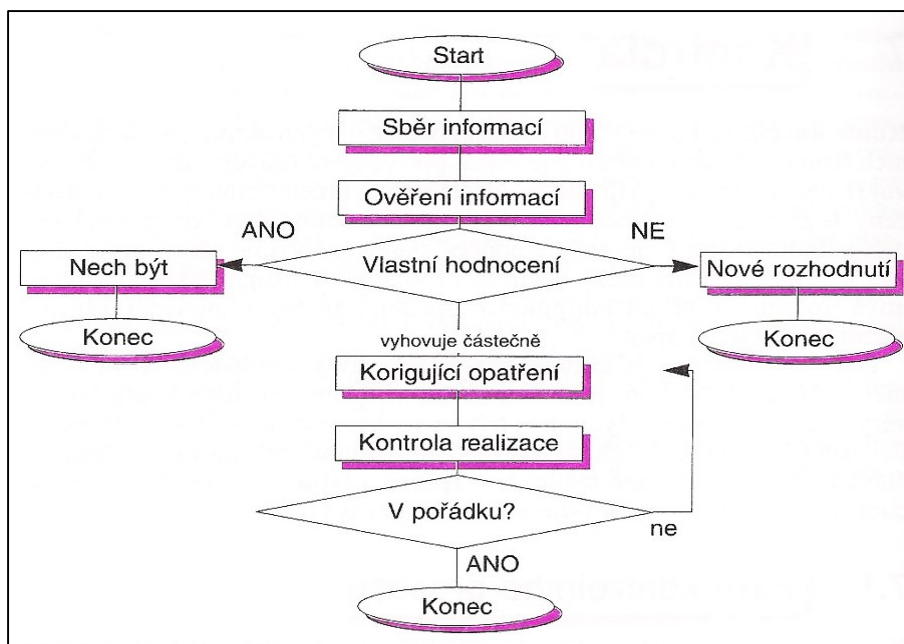 Start
Sběr informací
Ověření informací
ANO
NE
Nech být
Vlastní hodnocení
Nové rozhodnutí
Konec
Konec
vyhovuje částečně
Korigující opatření
Kontrola realizace
V pořádku?
ne
ANO
Konec